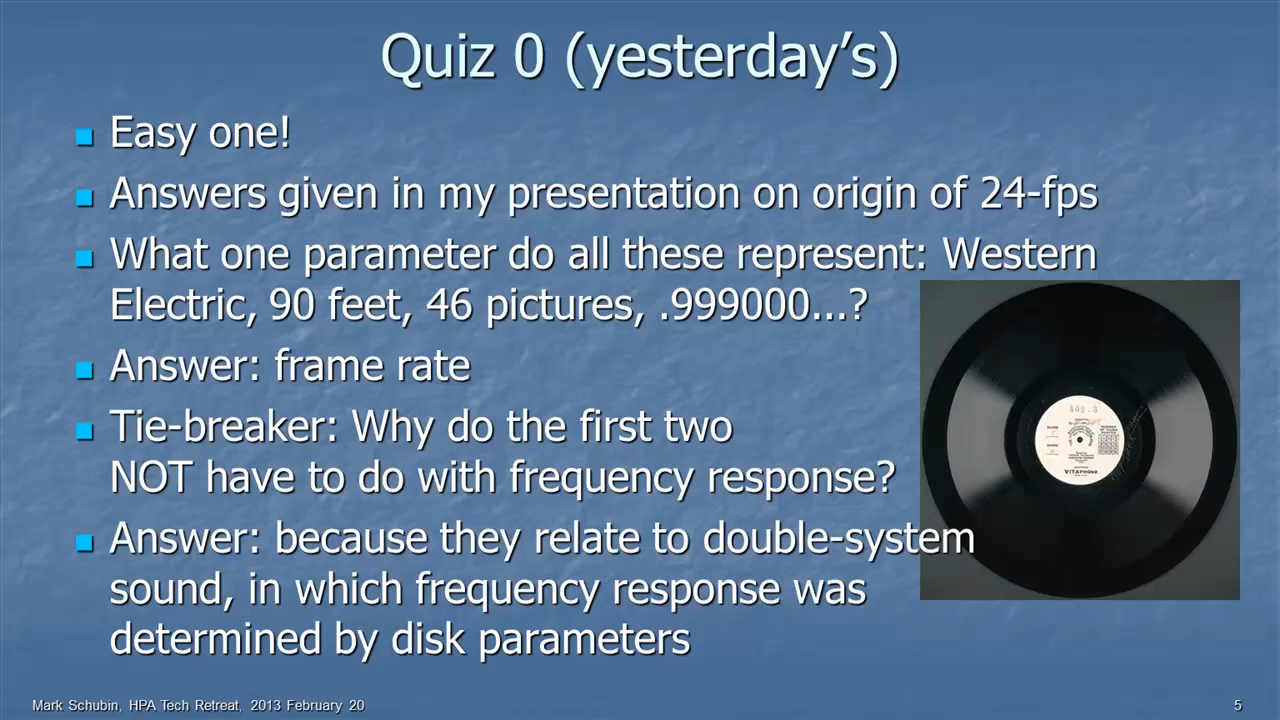 Quiz 0 (yesterday’s)
Easy one!
Answers given in my presentation on origin of 24-fps
What one parameter do all these represent: Western
Electric, 90 feet, 46 pictures, .999000...?
Answer: frame rate
Tie-breaker: Why do the first two
NOT have to do with frequency response?
Answer: because they relate to double-system
sound, in which frequency response was
determined by disk parameters
VITAPHONE
Mark Schubin, HPA Tech Retreat, 2013 February 20
5